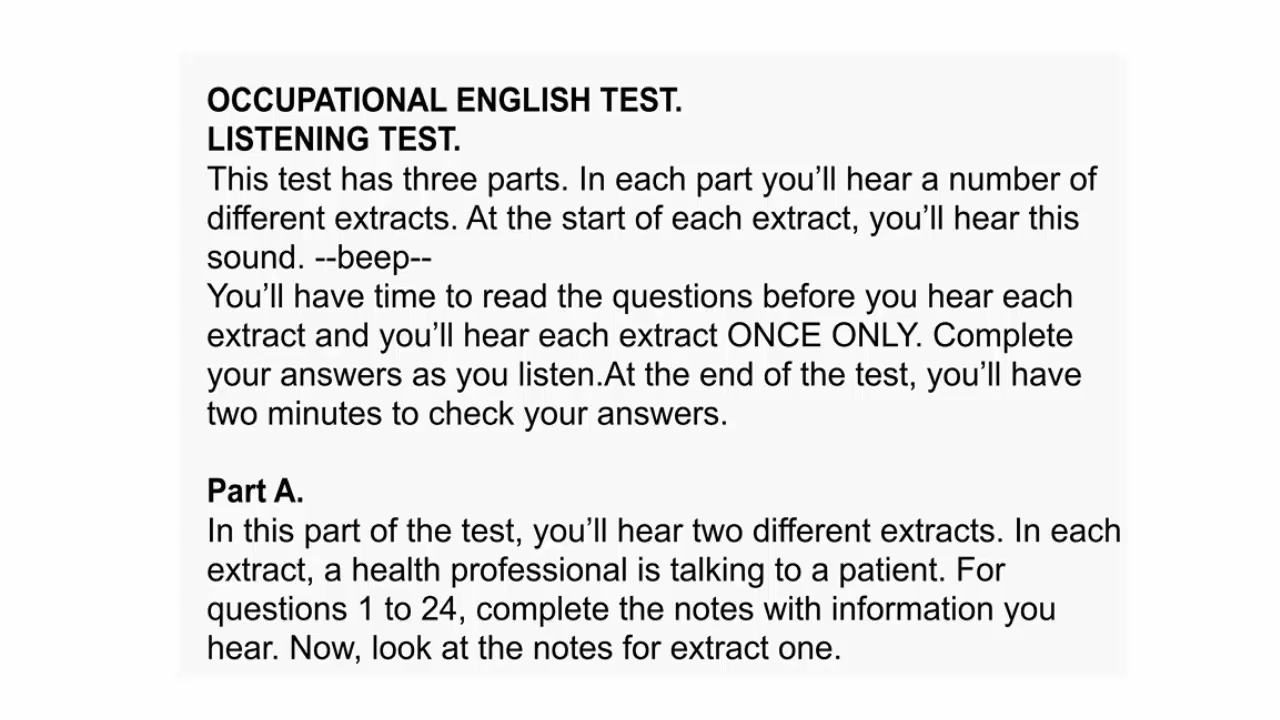 OCCUPATIONAL ENGLISH TEST.
LISTENING TEST.
This test has three parts. In each part you’ll hear a number of
different extracts. At the start of each extract, you’ll hear this
sound. --beep--
You’ll have time to read the questions before you hear each
extract and you’ll hear each extract ONCE ONLY. Complete
your answers as you listen.At the end of the test, you’ll have
two minutes to check your answers.
Part A.
In this part of the test, you’ll hear two different extracts. In each
extract, a health professional is talking to a patient. For
questions 1 to 24, complete the notes with information you
hear. Now, look at the notes for extract one.